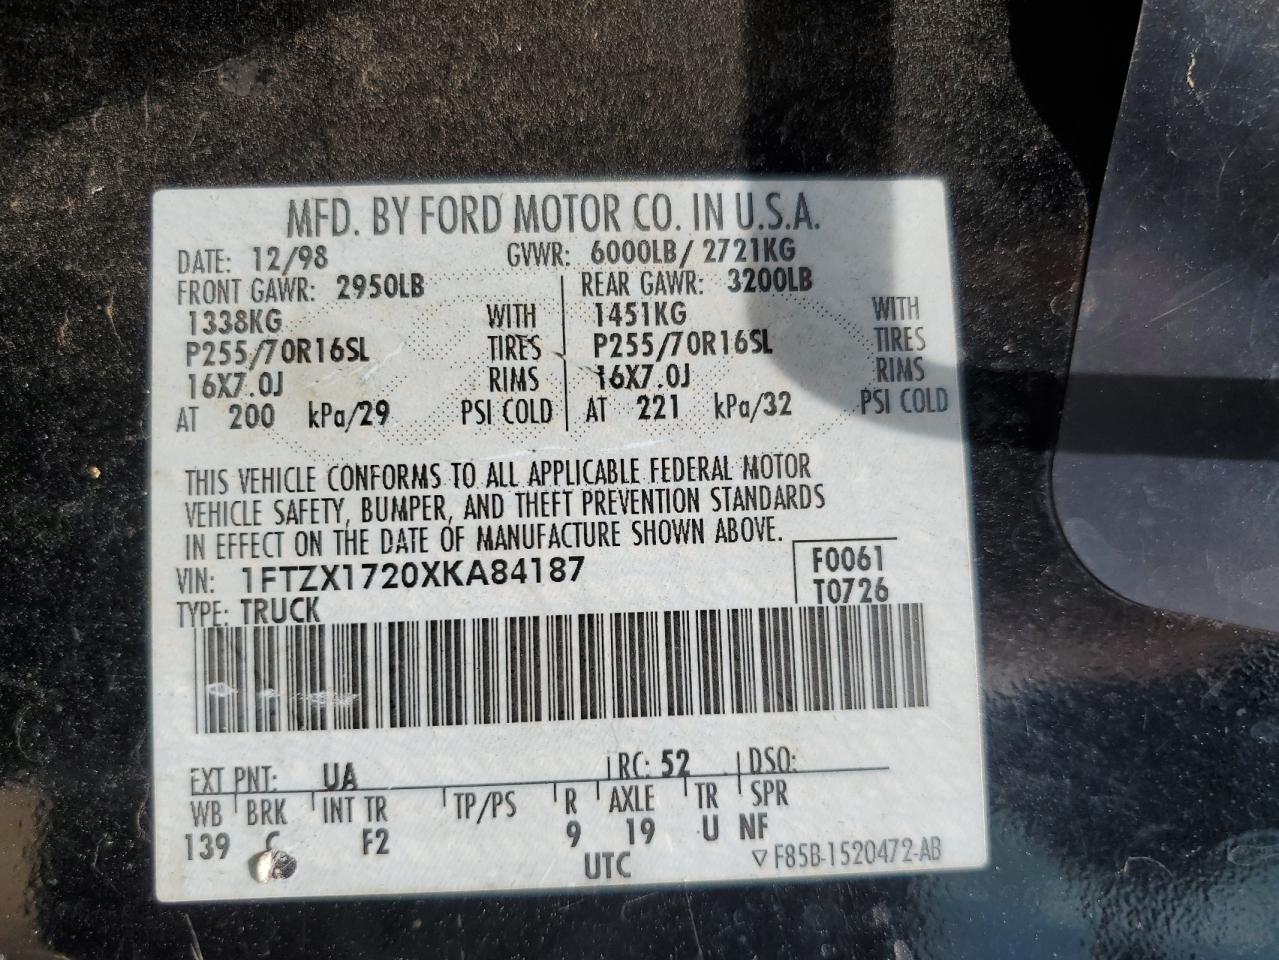 MFD. BY FORD MOTOR CO. IN U.S.A.
DATE: 12/98 GVWR: 6000LB/ 2721KG
FRONT GAWR: 2950LB REAR GAWR: 3200LB
1338KG WITH 1451KG WITH
P255/70R16SL TIRES P255/70R16SL TIRES
16X7.0J RIMS 16X7.0J RIMS
AT 200 kPa/29 PSI COLD AT 221 kPa/32 PSI COLD
THIS VEHICLE CONFORMS TO ALL APPLICABLE FEDERAL MOTOR
VEHICLE SAFETY, BUMPER, AND THEFT PREVENTION STANDARDS
IN EFFECT ON THE DATE OF MANUFACTURE SHOWN ABOVE.
VIN: 1FTZX1720XKA84187 F0061
TYPE: TRUCK T0726
EXT PNT: UA RC: 52 DSO:
WB BRK INT TR TP/PS R AXLE TR SPR
139 C F2 9 19 U NF
UTC ▽ F85B-1520472-AB